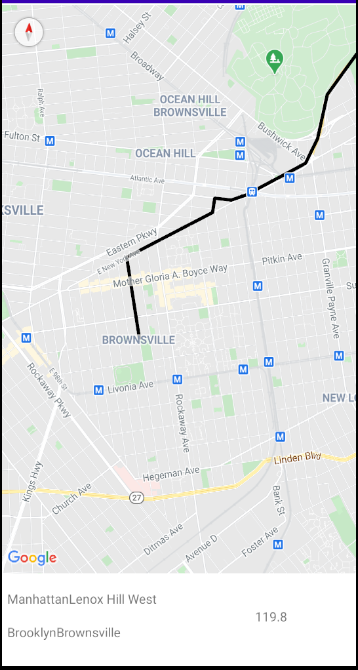 Halsey St
M
M
Broadway
Ralph Ave
OCEAN HILL
BROWNSVILLE
Bushwick Ave
Fulton St
M
M
OCEAN HILL
M
Atlantic Ave
M
KSVILLE
M
Eastern Pkwy
E New York Ave
Pitkin Ave
Mother Gloria A. Boyce Way
Granville Payne Ave
M
BROWNSVILLE
M
M
M
M
E 98th St
Rockaway Pkwy
M
M
Livonia Ave
Rockaway Ave
NEW L
M
Linden Blvd
Hegeman Ave
Kings Hwy
Church Ave
27
Bank St
Ditmas Ave
Avenue D
Foster Ave
M
Google
ManhattanLenox Hill West
119.8
BrooklynBrownsville